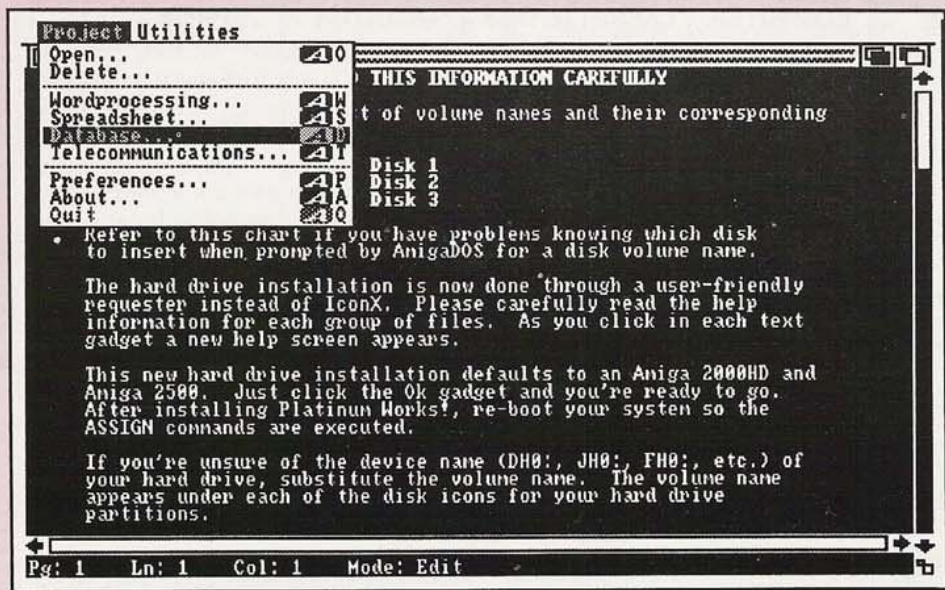 Project Utilities
Open... A O
Delete...
Wordprocessing... A W
Spreadsheet... A S
Database... A D
Telecommunications... A T
Preferences... A P
About... A A
Quit A Q
THIS INFORMATION CAREFULLY
t of volume names and their corresponding
Disk 1
Disk 2
Disk 3
Refer to this chart if you have problems knowing which disk
to insert when prompted by AmigaDOS for a disk volume name.
The hard drive installation is now done through a user-friendly
requester instead of IconX. Please carefully read the help
information for each group of files. As you click in each text
gadget a new help screen appears.
This new hard drive installation defaults to an Amiga 2000HD and
Amiga 2500. Just click the Ok gadget and you're ready to go.
After installing Platinum Works!, re-boot your system so the
ASSIGN commands are executed.
If you're unsure of the device name (DH0:, JH0:, FH0:, etc.) of
your hard drive, substitute the volume name. The volume name
appears under each of the disk icons for your hard drive
partitions.
Pg: 1 Ln: 1 Col: 1 Mode: Edit